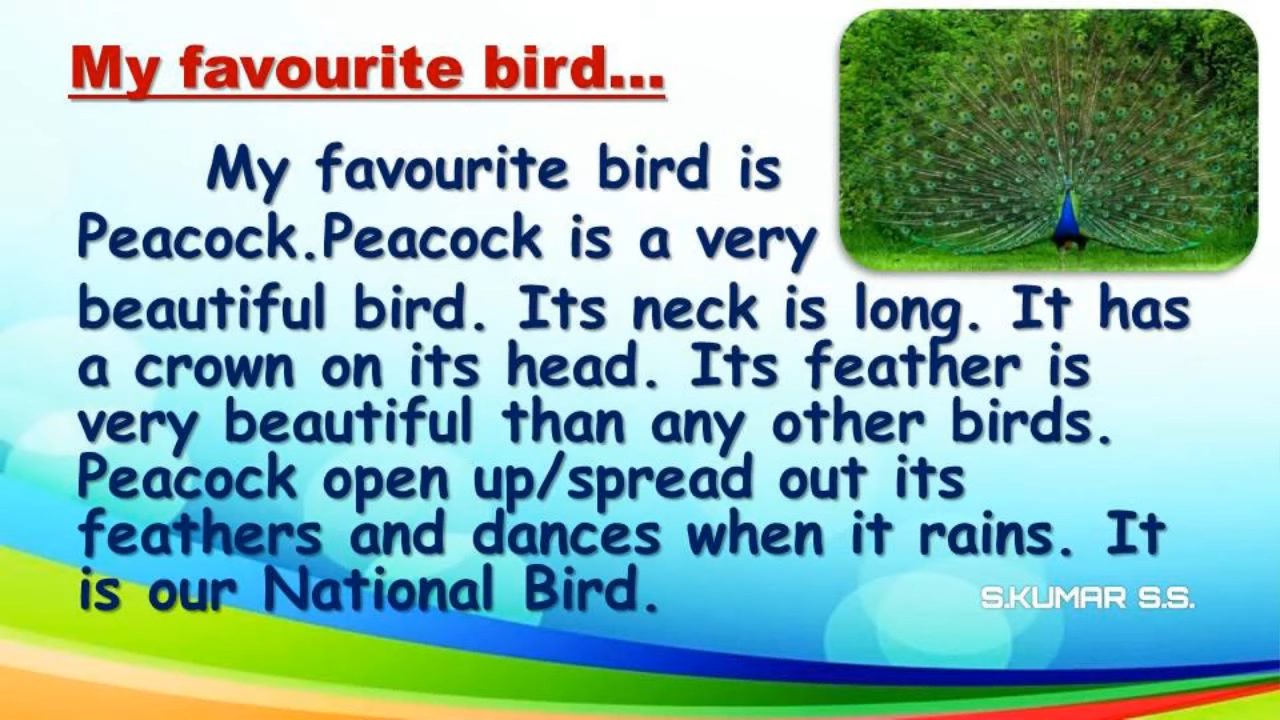 My favourite bird...
My favourite bird is
Peacock.Peacock is a very
beautiful bird. Its neck is long. It has
a crown on its head. Its feather is
very beautiful than any other birds.
Peacock open up/spread out its
feathers and dances when it rains. It
is our National Bird.
S.KUMAR S.S.